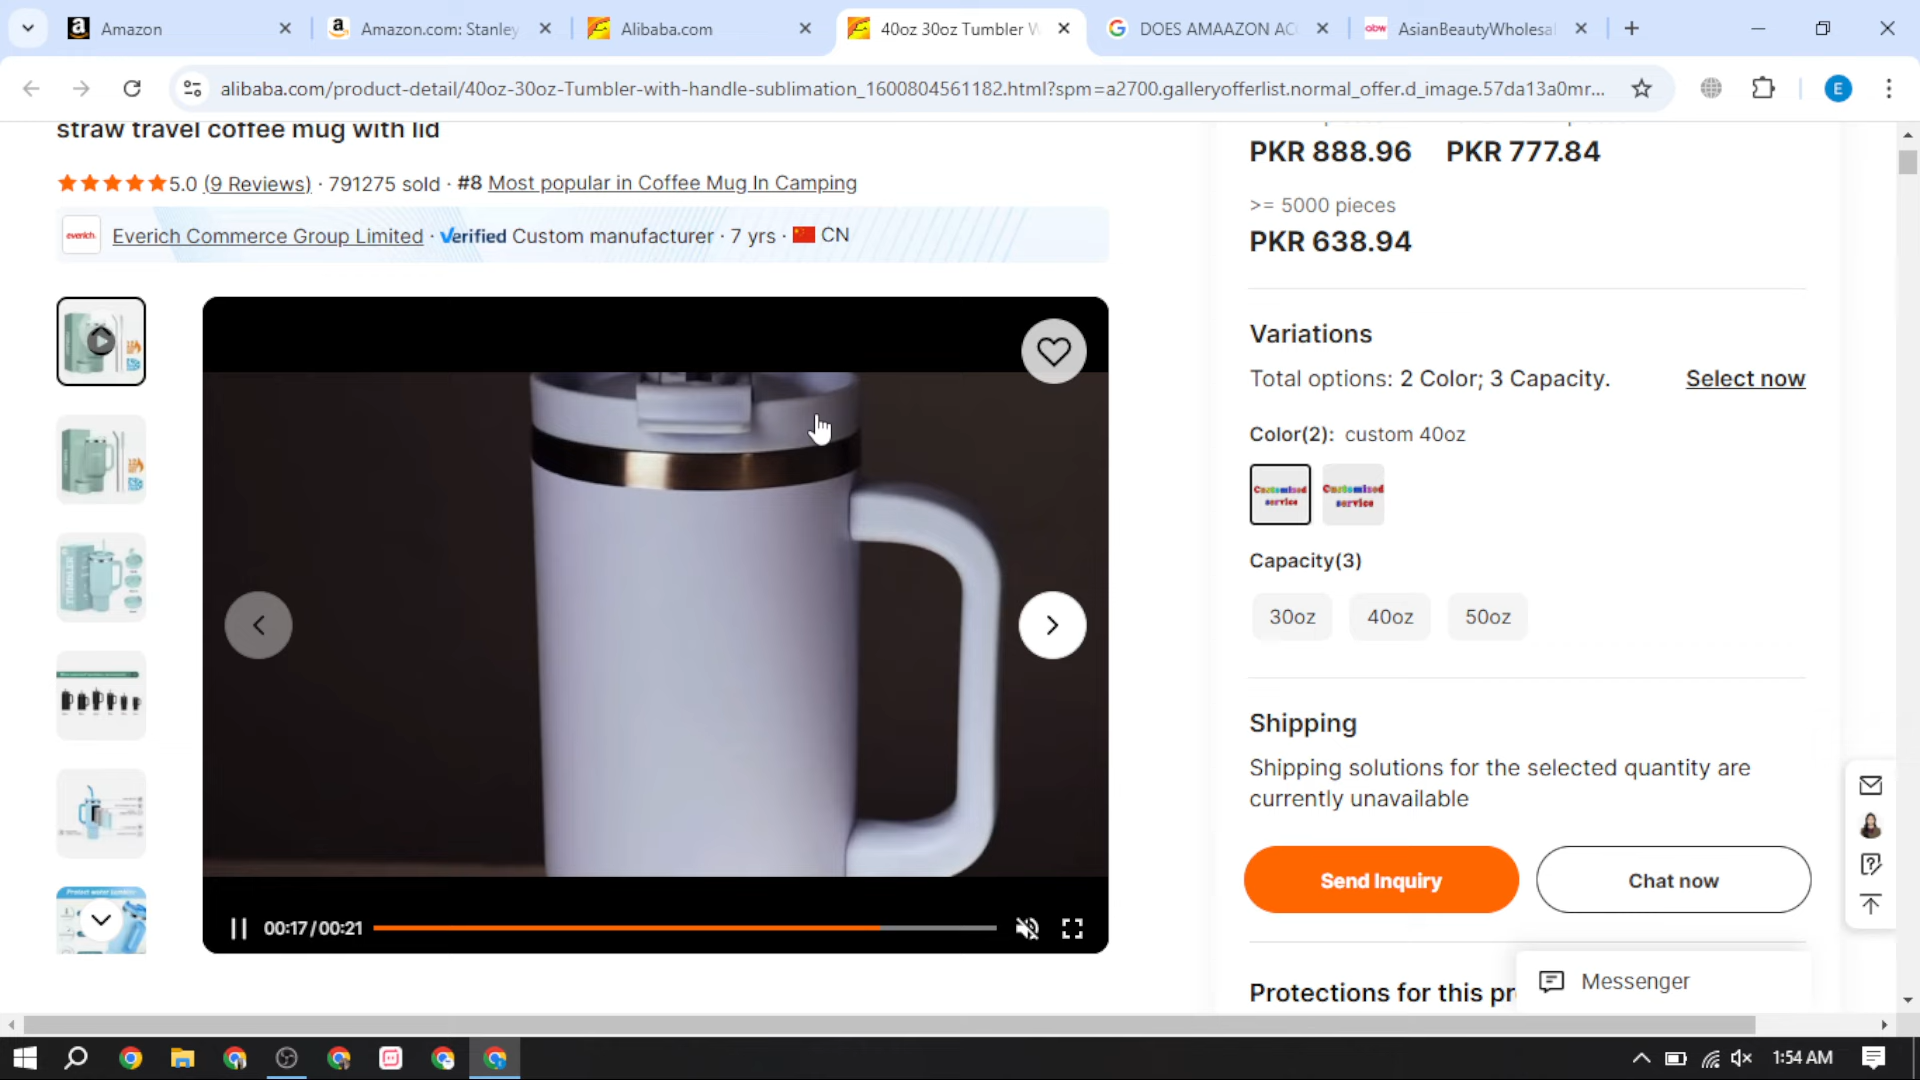 Amazon
Amazon.com: Stanley
Alibaba.com
40oz 30oz Tumbler W
DOES AMAAZON AC
abw
AsianBeautyWholesal
alibaba.com/product-detail/40oz-30oz-Tumbler-with-handle-sublimation_1600804561182.html?spm=a2700.galleryofferlist.normal_offer.d_image.57da13a0mr...
E
straw travel coffee mug with lid
5.0 (9 Reviews) · 791275 sold · #8 Most popular in Coffee Mug In Camping
everich.
Everich Commerce Group Limited · Verified Custom manufacturer · 7 yrs · CN
00:17/00:21
PKR 888.96 PKR 777.84
>= 5000 pieces
PKR 638.94
Variations
Total options: 2 Color; 3 Capacity. Select now
Color(2): custom 40oz
Customized service
Customized service
Capacity(3)
30oz 40oz 50oz
Shipping
Shipping solutions for the selected quantity are
currently unavailable
Send Inquiry
Chat now
Protections for this pr
Messenger
1:54 AM